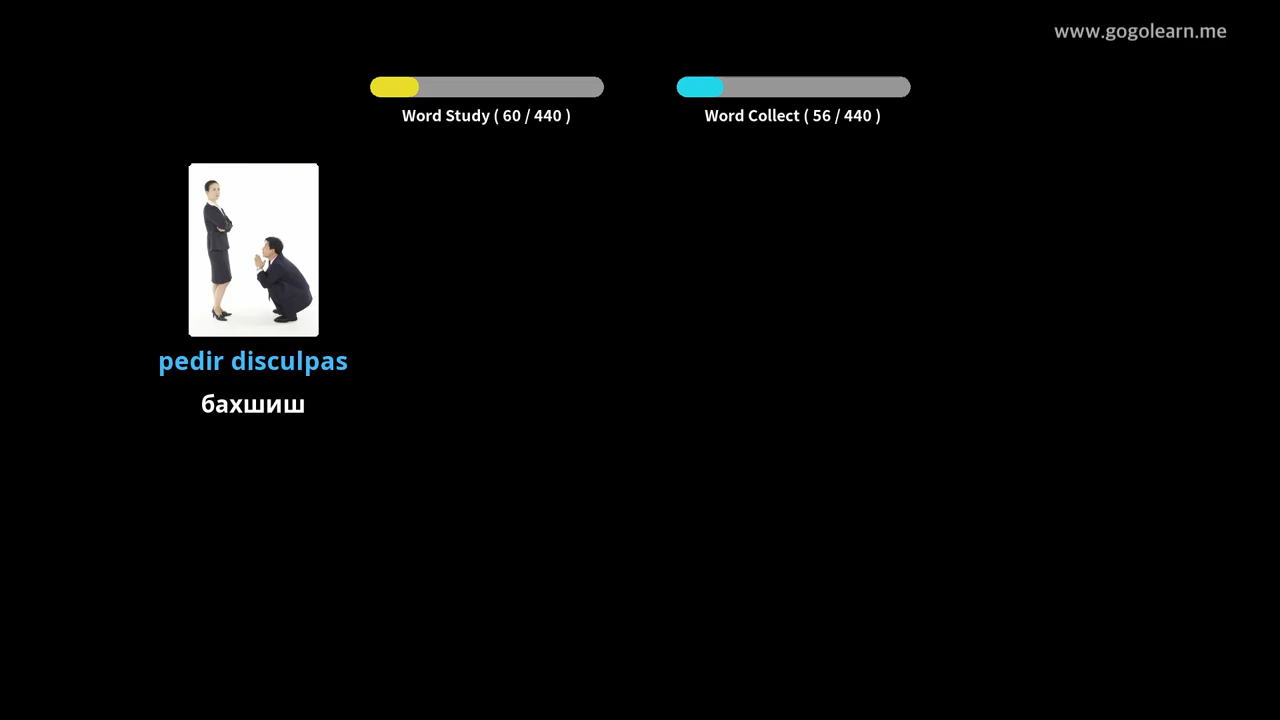 www.gogolearn.me
Word Study ( 60 / 440 )
Word Collect ( 56 / 440 )
pedir disculpas
бахшиш